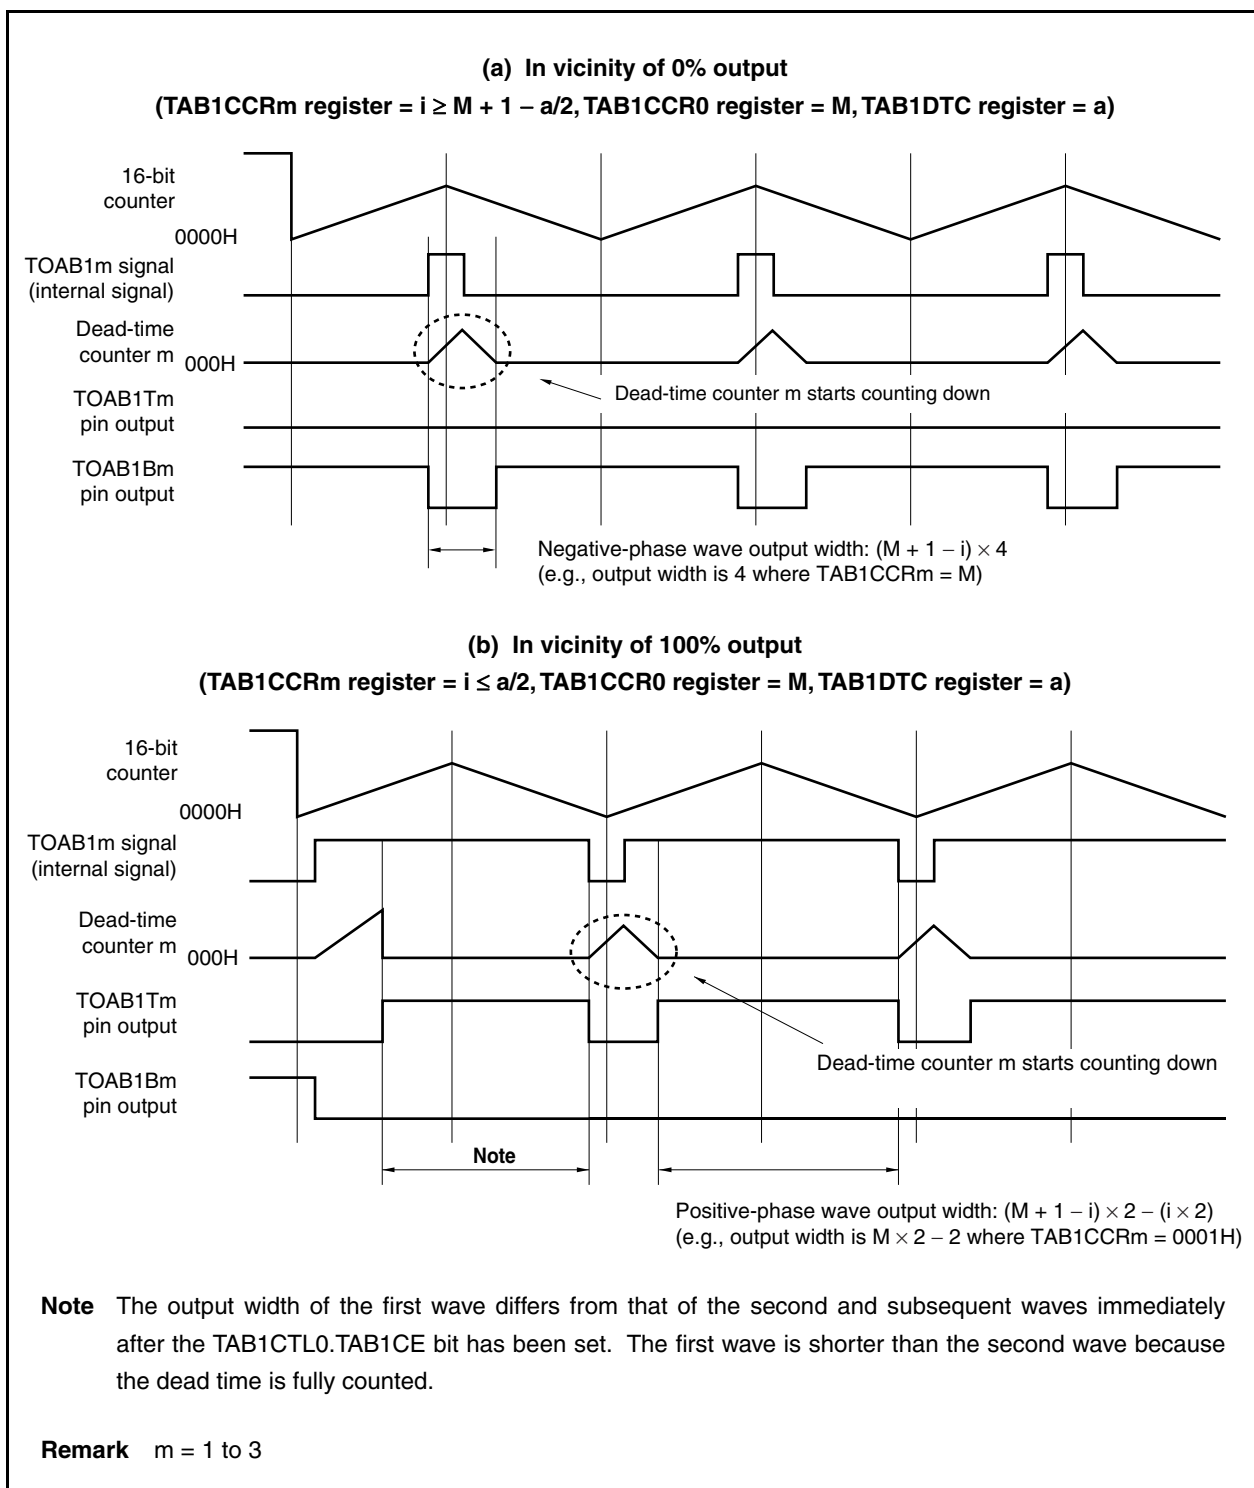 (a) In vicinity of 0% output
(TAB1CCRm register = i ≥ M + 1 – a/2, TAB1CCR0 register = M, TAB1DTC register = a)
16-bit
counter
0000H
TOAB1m signal
(internal signal)
Dead-time
counter m
000H
Dead-time counter m starts counting down
TOAB1Tm
pin output
TOAB1Bm
pin output
Negative-phase wave output width: (M + 1 – i) × 4
(e.g., output width is 4 where TAB1CCRm = M)
(b) In vicinity of 100% output
(TAB1CCRm register = i ≤ a/2, TAB1CCR0 register = M, TAB1DTC register = a)
16-bit
counter
0000H
TOAB1m signal
(internal signal)
Dead-time
counter m
000H
TOAB1Tm
pin output
Dead-time counter m starts counting down
TOAB1Bm
pin output
Note
Positive-phase wave output width: (M + 1 – i) × 2 – (i × 2)
(e.g., output width is M × 2 – 2 where TAB1CCRm = 0001H)
Note The output width of the first wave differs from that of the second and subsequent waves immediately
after the TAB1CTL0.TAB1CE bit has been set. The first wave is shorter than the second wave because
the dead time is fully counted.
Remark m = 1 to 3